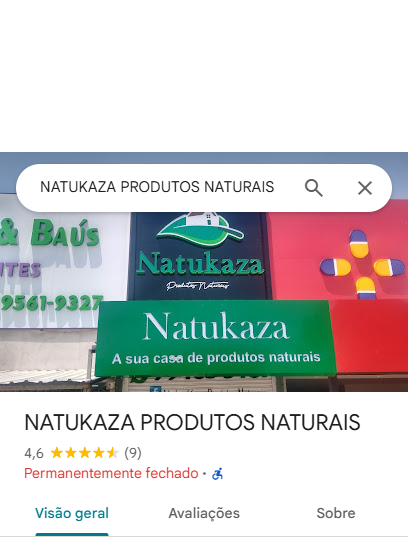 NATUKAZA PRODUTOS NATURAIS
& BAÚS
Natukaza
Produtos Naturais
9561-9327
Natukaza
A sua casa de produtos naturais
NATUKAZA PRODUTOS NATURAIS
4,6 (9)
Permanentemente fechado ·
Visão geral
Avaliações
Sobre